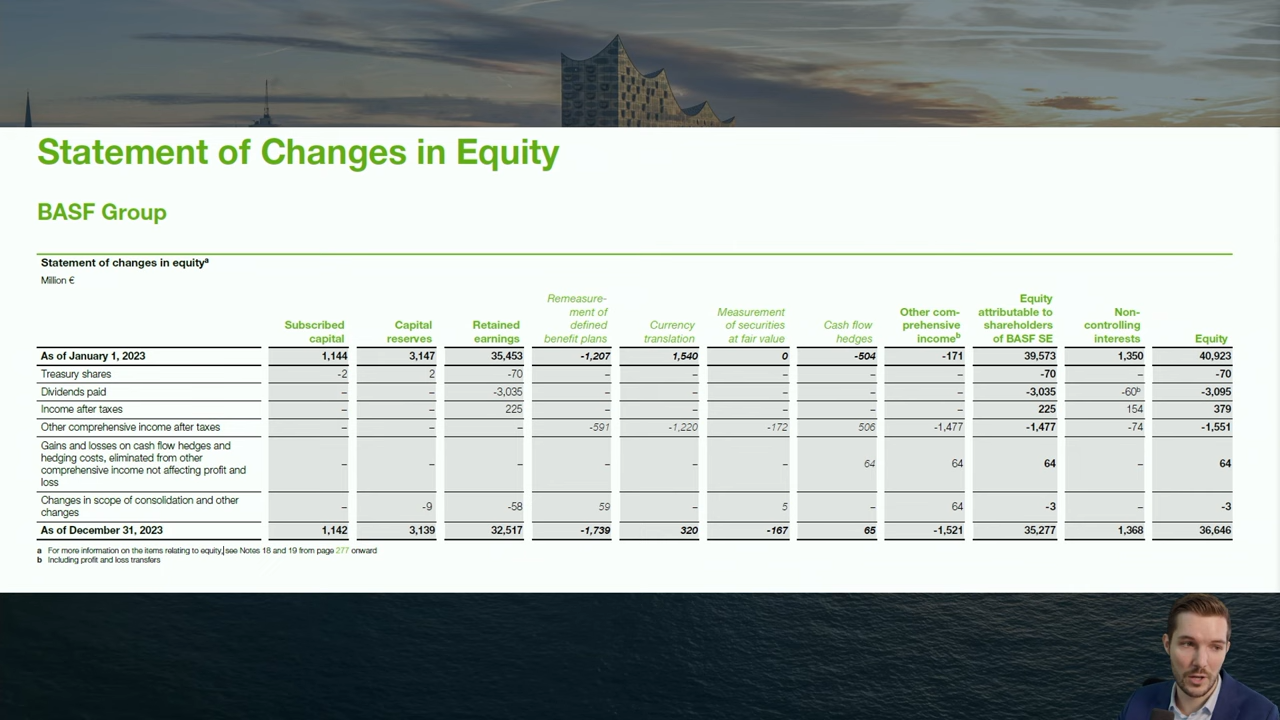 Statement of Changes in Equity
BASF Group
Statement of changes in equityᵃ
Million €
Subscribed capital
Capital reserves
Retained earnings
Remeasure-
ment of
defined
benefit plans
Currency translation
Measurement of securities at fair value
Cash flow hedges
Other com-
prehensive
incomeᵇ
Equity attributable to shareholders of BASF SE
Non-
controlling
interests
Equity
As of January 1, 2023 1,144 3,147 35,453 -1,207 1,540 0 -504 -171 39,573 1,350 40,923
Treasury shares -2 2 -70 – – – – – -70 – -70
Dividends paid – – -3,035 – – – – – -3,035 -60ᵇ -3,095
Income after taxes – – 225 – – – – – 225 154 379
Other comprehensive income after taxes – – – -591 -1,220 -172 506 -1,477 -1,477 -74 -1,551
Gains and losses on cash flow hedges and
hedging costs, eliminated from other
comprehensive income not affecting profit and
loss – – – – – – 64 64 64 – 64
Changes in scope of consolidation and other
changes – -9 -58 59 – 5 – 64 -3 – -3
As of December 31, 2023 1,142 3,139 32,517 -1,739 320 -167 65 -1,521 35,277 1,368 36,646
a For more information on the items relating to equity, see Notes 18 and 19 from page 277 onward
b Including profit and loss transfers